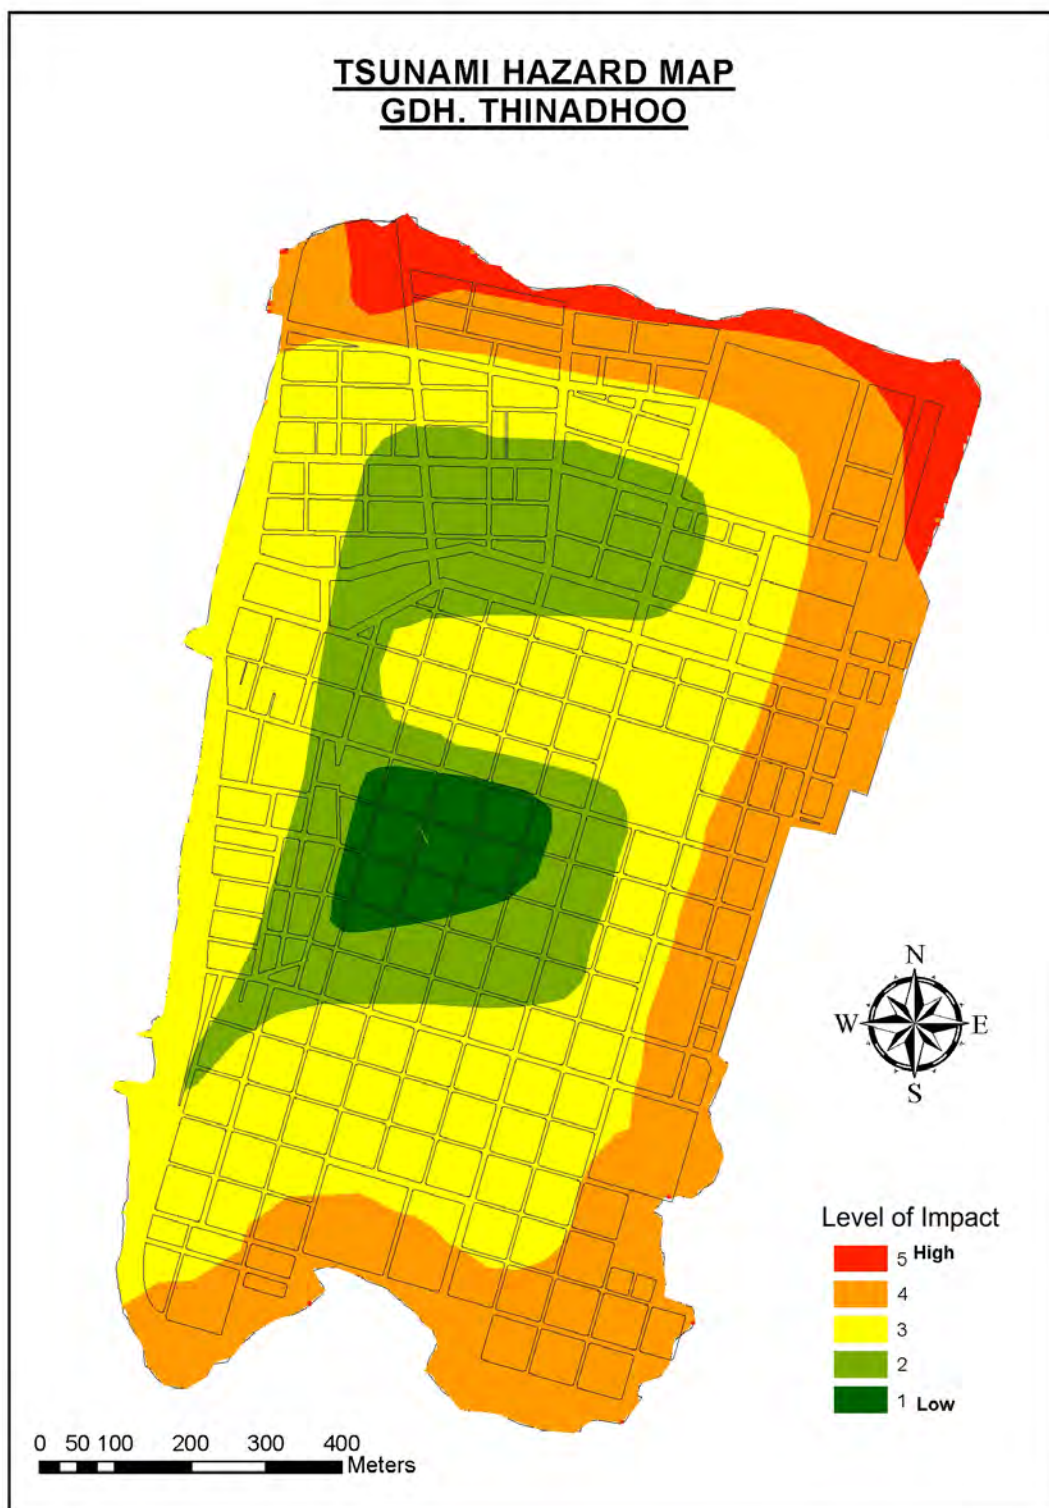 TSUNAMI HAZARD MAP
GDH. THINADHOO
N
W E
S
Level of Impact
5 High
4
3
2
1 Low
0 50 100 200 300 400
Meters